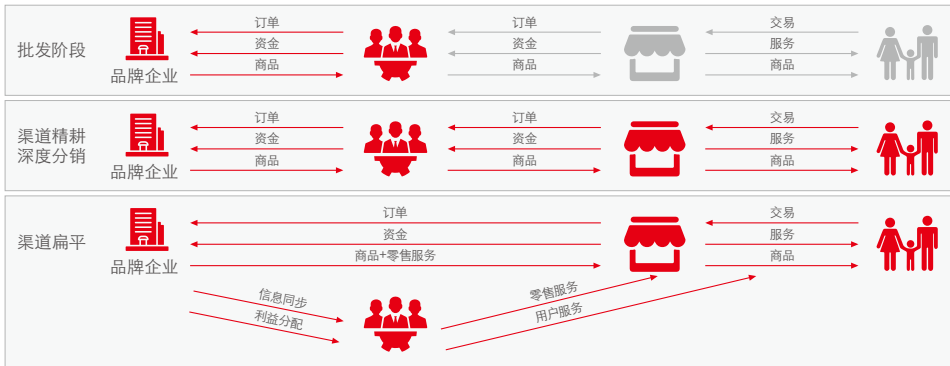 批发阶段
品牌企业
订单
资金
商品
订单
资金
商品
交易
服务
商品
渠道精耕
深度分销
品牌企业
订单
资金
商品
订单
资金
商品
交易
服务
商品
渠道扁平
品牌企业
订单
资金
商品+零售服务
交易
服务
商品
信息同步
利益分配
零售服务
用户服务